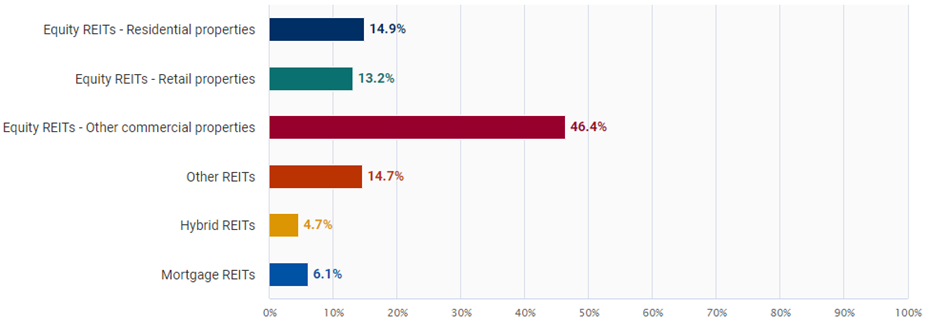 Equity REITs - Residential properties 14.9%
Equity REITs - Retail properties 13.2%
Equity REITs - Other commercial properties 46.4%
Other REITs 14.7%
Hybrid REITs 4.7%
Mortgage REITs 6.1%
0% 10% 20% 30% 40% 50% 60% 70% 80% 90% 100%